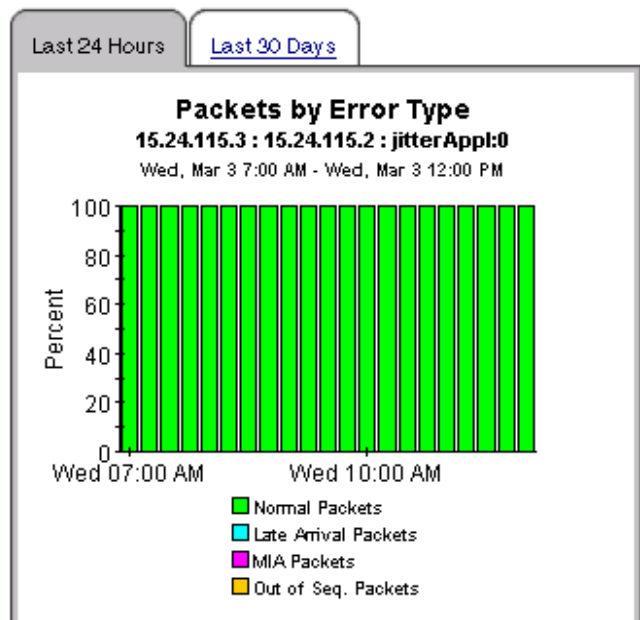 Last 24 Hours Last 30 Days
Packets by Error Type
15.24.115.3 : 15.24.115.2 : jitterAppl:0
Wed, Mar 3 7:00 AM - Wed, Mar 3 12:00 PM
100
80
60
40
20
0
Percent
Wed 07:00 AM Wed 10:00 AM
Normal Packets
Late Arrival Packets
MIA Packets
Out of Seq. Packets